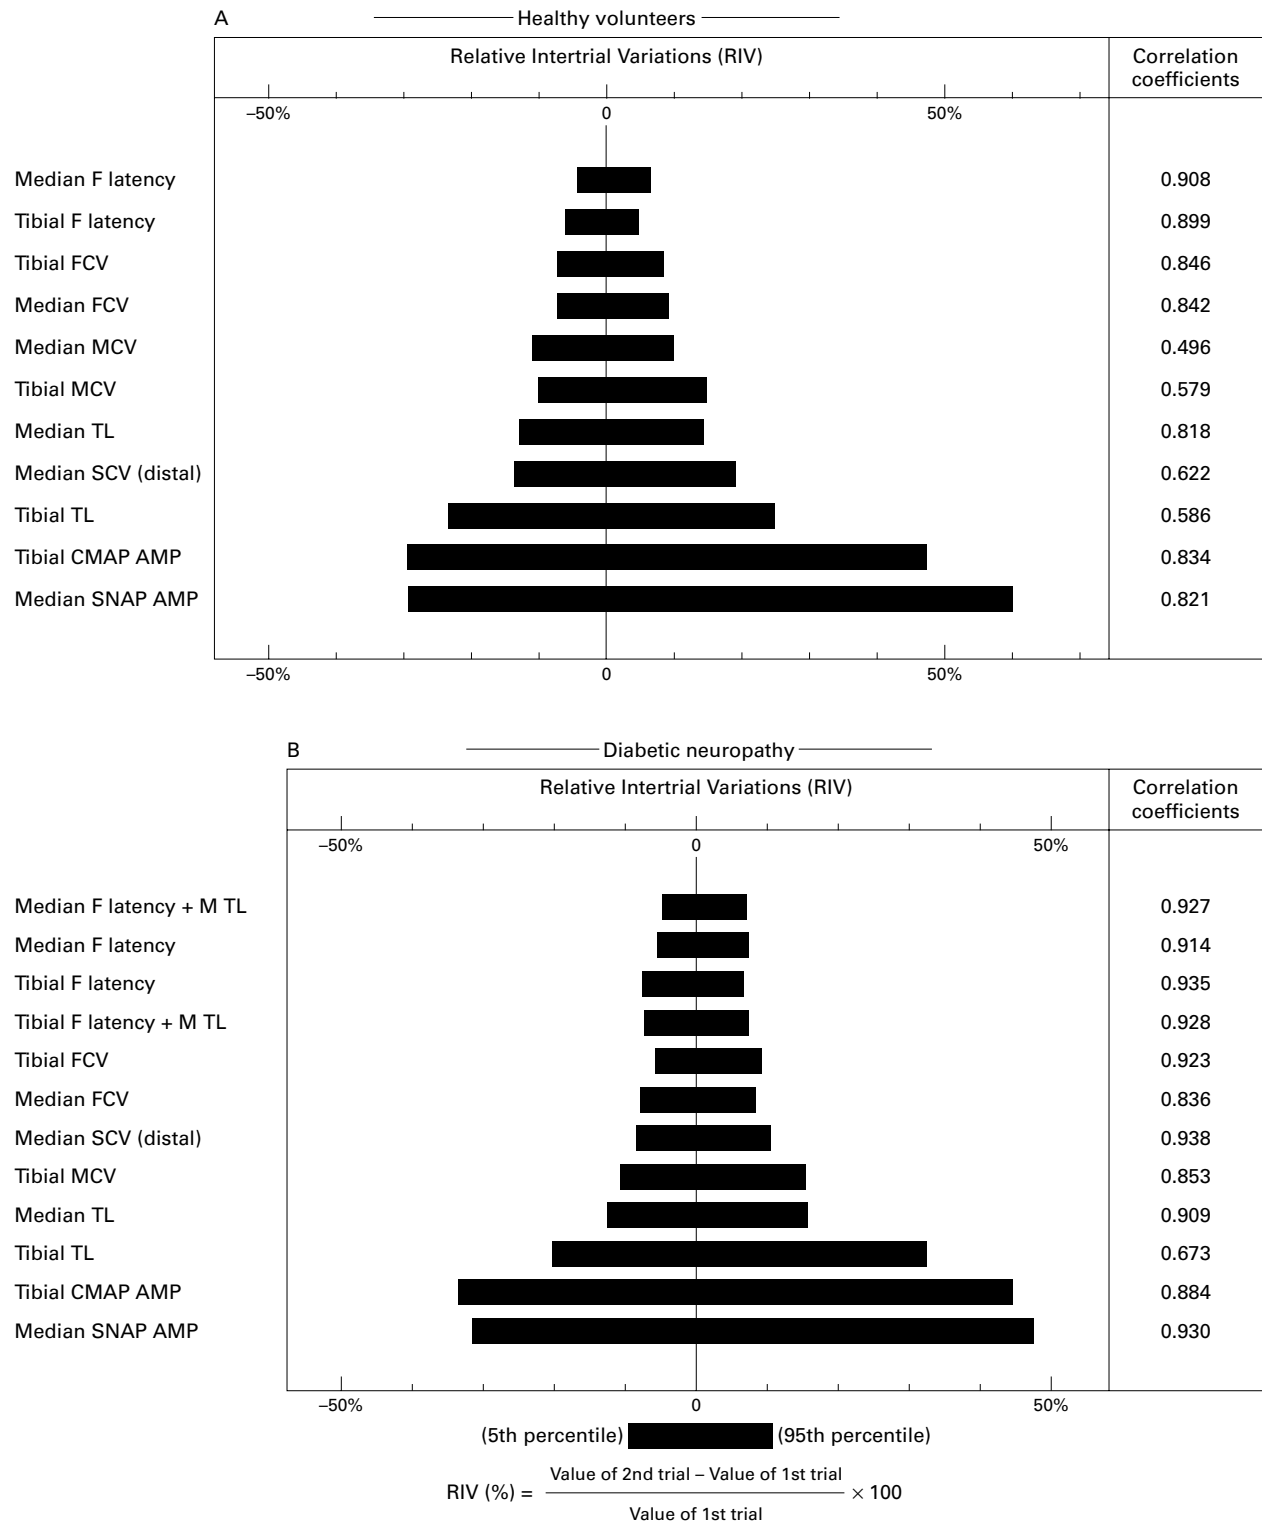 A
Healthy volunteers
Relative Intertrial Variations (RIV)
Correlation
coefficients
–50% 0 50%
Median F latency 0.908
Tibial F latency 0.899
Tibial FCV 0.846
Median FCV 0.842
Median MCV 0.496
Tibial MCV 0.579
Median TL 0.818
Median SCV (distal) 0.622
Tibial TL 0.586
Tibial CMAP AMP 0.834
Median SNAP AMP 0.821
–50% 0 50%
B
Diabetic neuropathy
Relative Intertrial Variations (RIV)
Correlation
coefficients
–50% 0 50%
Median F latency + M TL 0.927
Median F latency 0.914
Tibial F latency 0.935
Tibial F latency + M TL 0.928
Tibial FCV 0.923
Median FCV 0.836
Median SCV (distal) 0.938
Tibial MCV 0.853
Median TL 0.909
Tibial TL 0.673
Tibial CMAP AMP 0.884
Median SNAP AMP 0.930
–50% 0 50%
(5th percentile) (95th percentile)
Value of 2nd trial – Value of 1st trial
RIV (%) = × 100
Value of 1st trial